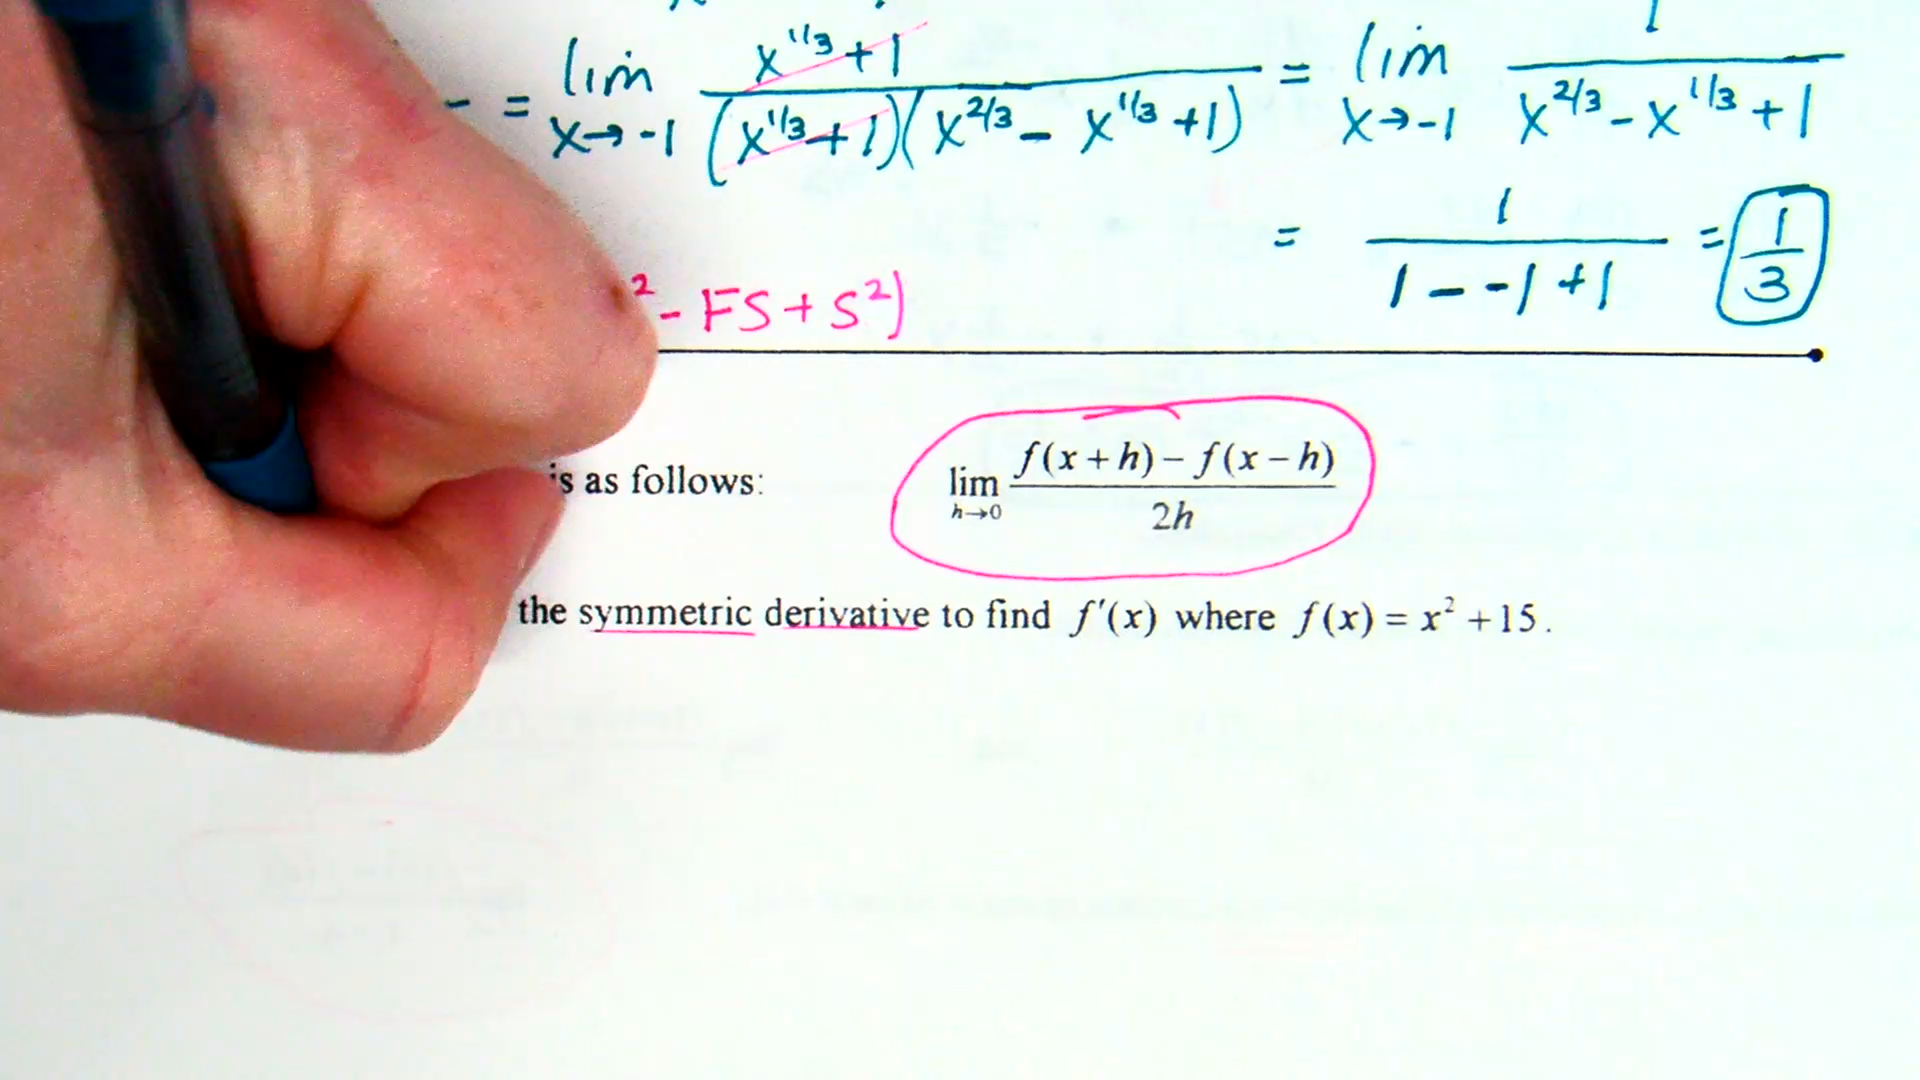 = lim x→-1 x^1/3 + 1 / (x^1/3 + 1)(x^2/3 - x^1/3 + 1) = lim x→-1 1 / x^2/3 - x^1/3 + 1
= 1 / 1 - -1 + 1 = 1/3
² - FS + S²)
is as follows: lim h→0 f(x + h) – f(x – h) / 2h
the symmetric derivative to find f′(x) where f(x) = x² + 15.